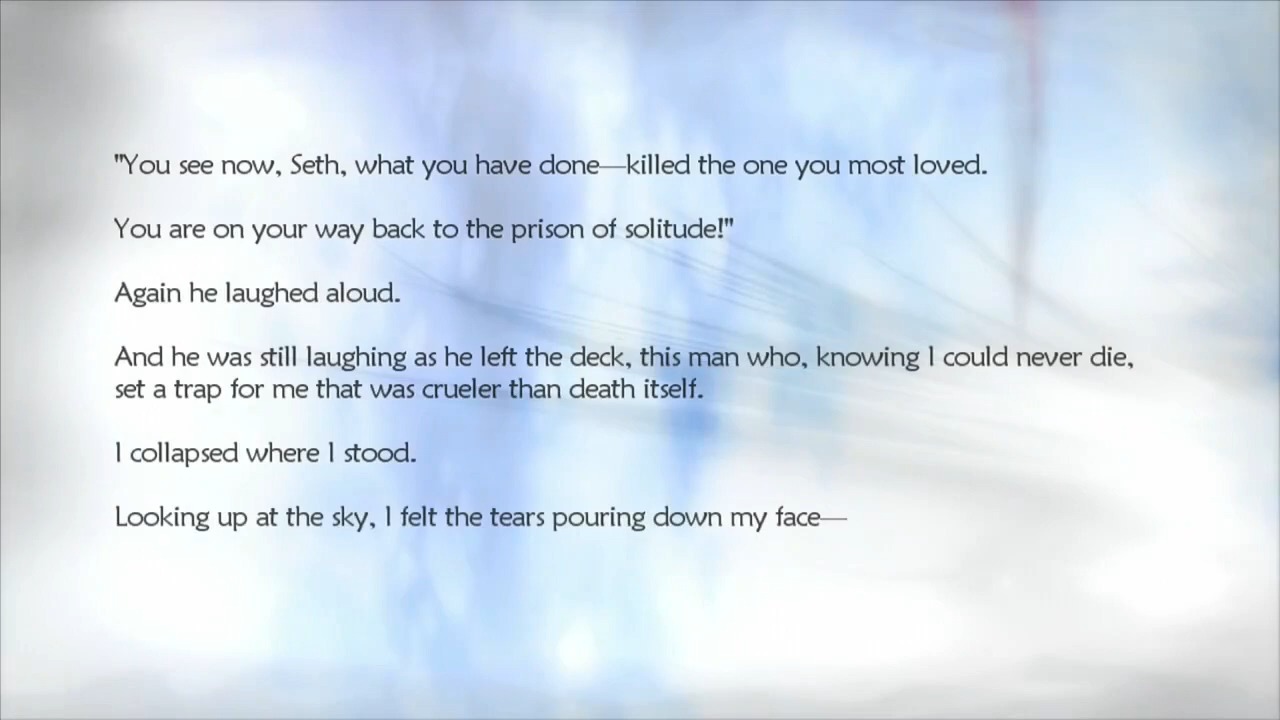 "You see now, Seth, what you have done—killed the one you most loved.
You are on your way back to the prison of solitude!"
Again he laughed aloud.
And he was still laughing as he left the deck, this man who, knowing I could never die,
set a trap for me that was crueler than death itself.
I collapsed where I stood.
Looking up at the sky, I felt the tears pouring down my face—